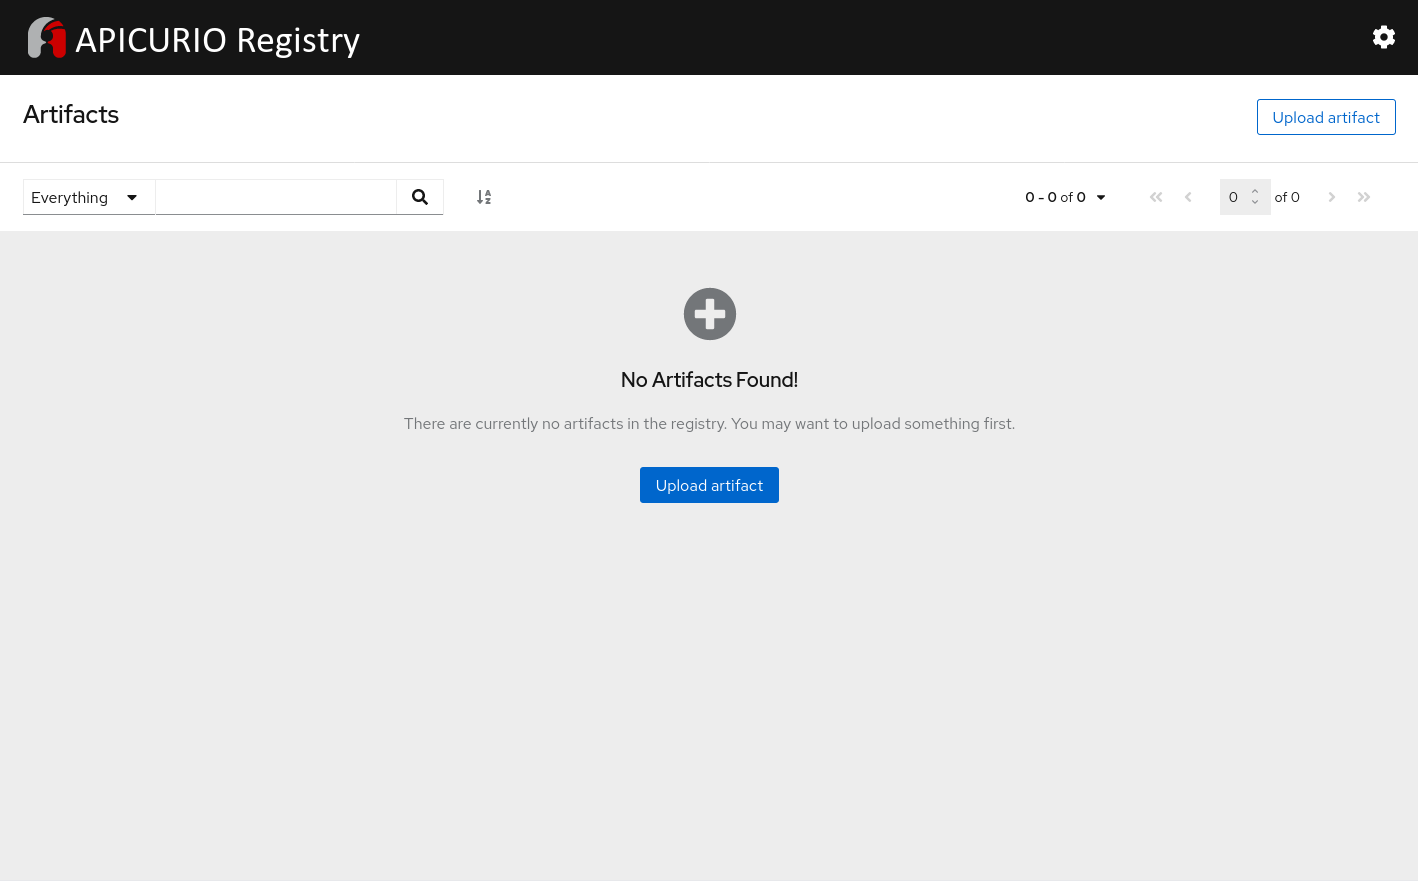 APICURIO Registry
Artifacts
Upload artifact
Everything
0 - 0 of 0
0 of 0
No Artifacts Found!
There are currently no artifacts in the registry. You may want to upload something first.
Upload artifact